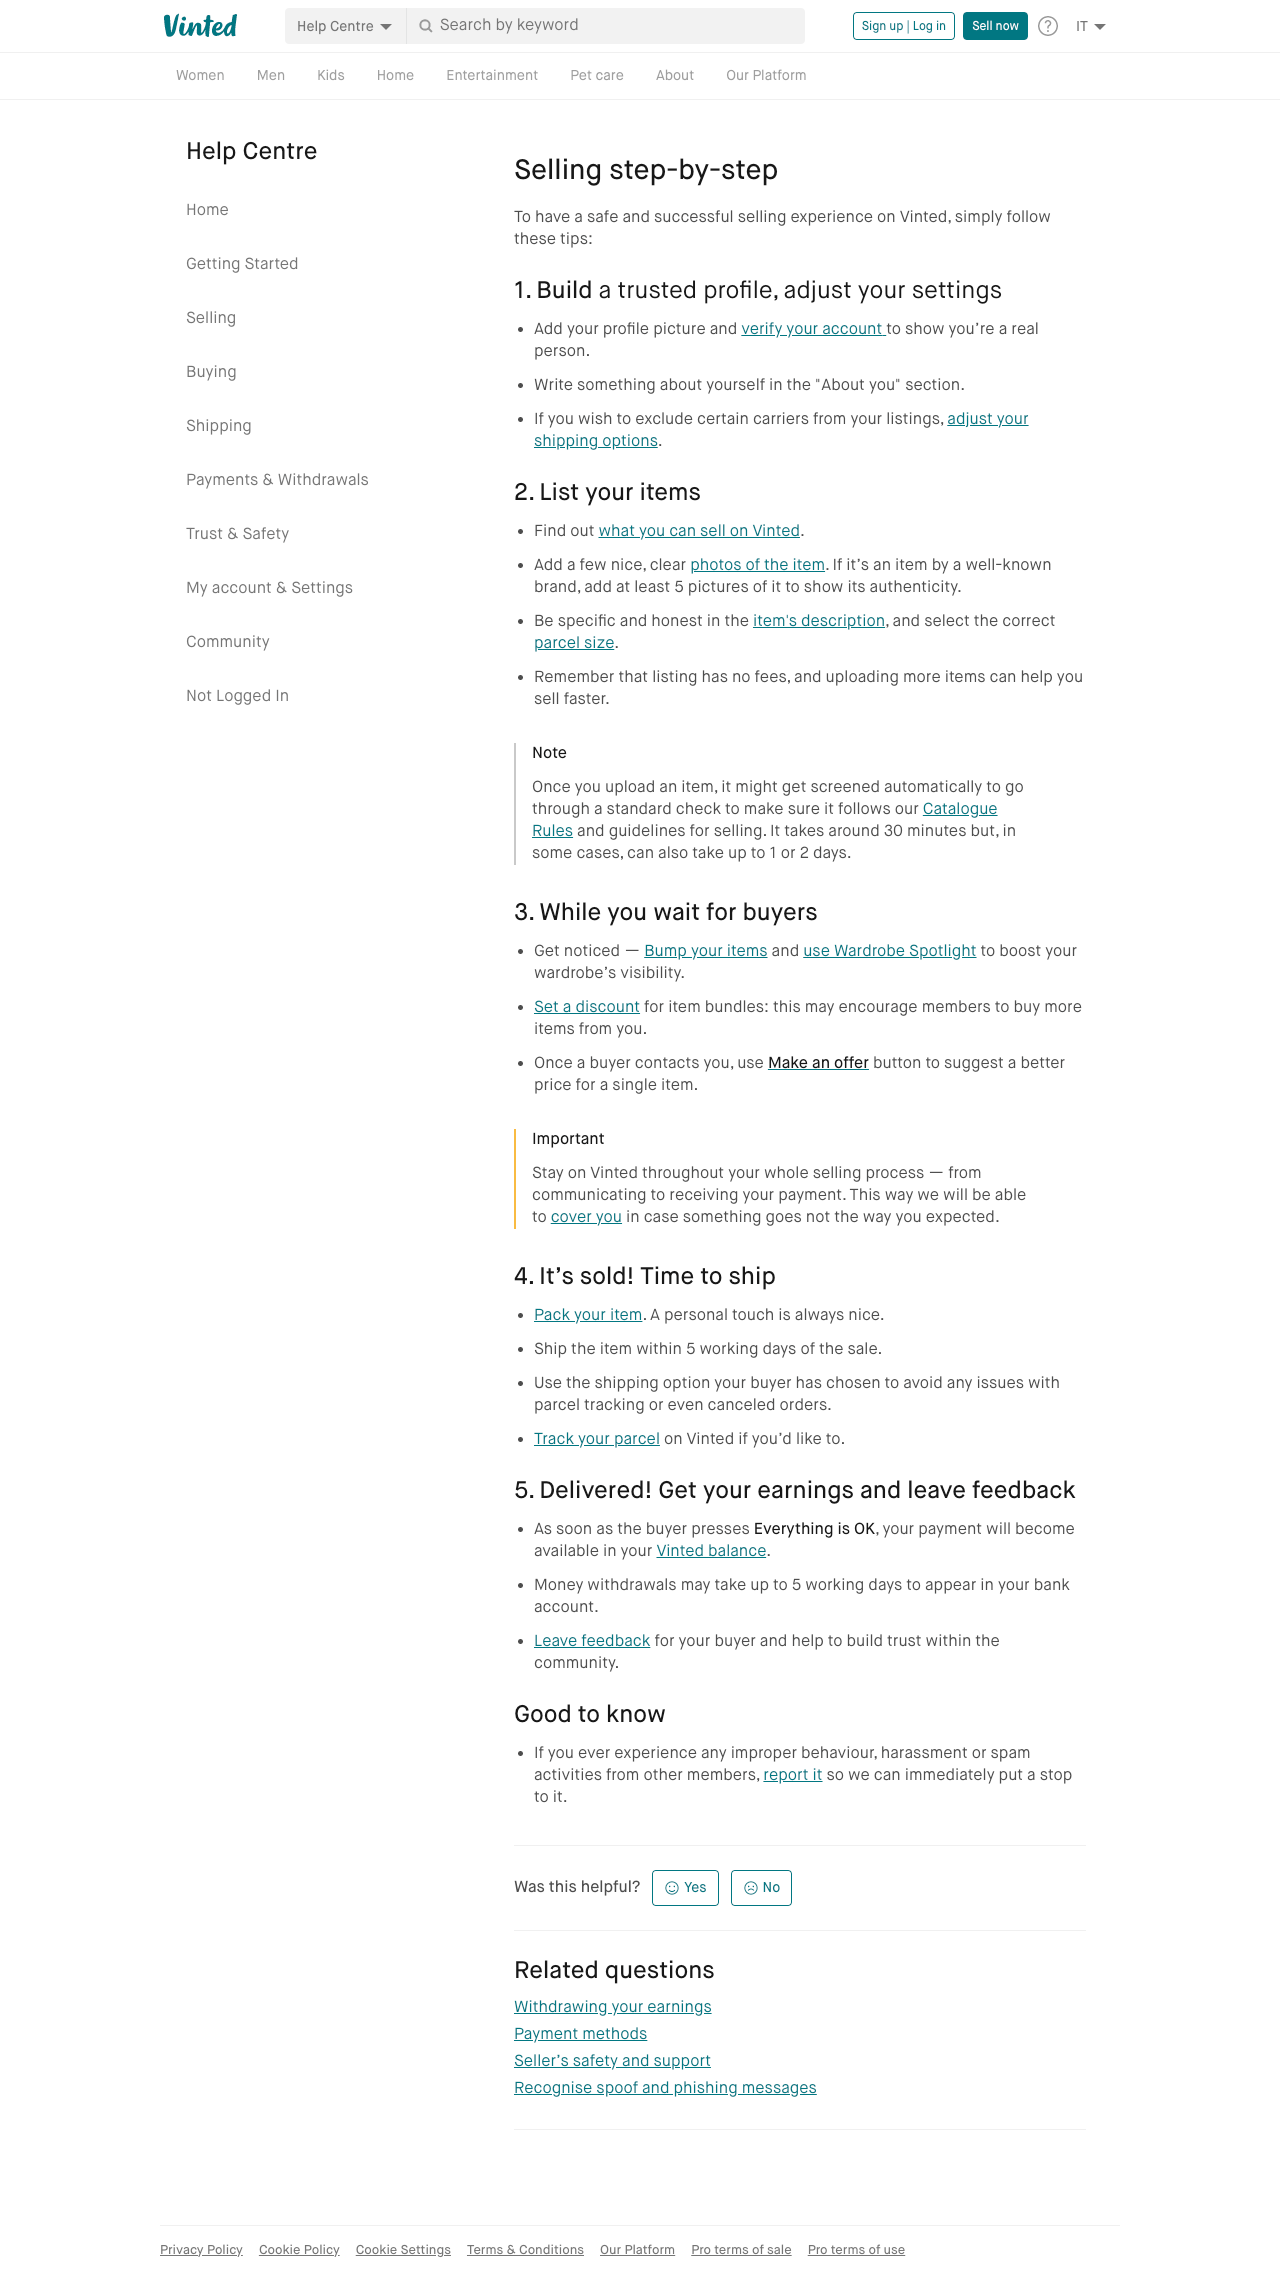 Vinted
Help Centre
Search by keyword
Sign up | Log in
Sell now
?
IT
Women
Men
Kids
Home
Entertainment
Pet care
About
Our Platform
Help Centre
Home
Getting Started
Selling
Buying
Shipping
Payments & Withdrawals
Trust & Safety
My account & Settings
Community
Not Logged In
Selling step-by-step
To have a safe and successful selling experience on Vinted, simply follow
these tips:
1. Build a trusted profile, adjust your settings
• Add your profile picture and verify your account to show you’re a real
person.
• Write something about yourself in the "About you" section.
• If you wish to exclude certain carriers from your listings, adjust your
shipping options.
2. List your items
• Find out what you can sell on Vinted.
• Add a few nice, clear photos of the item. If it’s an item by a well-known
brand, add at least 5 pictures of it to show its authenticity.
• Be specific and honest in the item's description, and select the correct
parcel size.
• Remember that listing has no fees, and uploading more items can help you
sell faster.
Note
Once you upload an item, it might get screened automatically to go
through a standard check to make sure it follows our Catalogue
Rules and guidelines for selling. It takes around 30 minutes but, in
some cases, can also take up to 1 or 2 days.
3. While you wait for buyers
• Get noticed — Bump your items and use Wardrobe Spotlight to boost your
wardrobe’s visibility.
• Set a discount for item bundles: this may encourage members to buy more
items from you.
• Once a buyer contacts you, use Make an offer button to suggest a better
price for a single item.
Important
Stay on Vinted throughout your whole selling process — from
communicating to receiving your payment. This way we will be able
to cover you in case something goes not the way you expected.
4. It’s sold! Time to ship
• Pack your item. A personal touch is always nice.
• Ship the item within 5 working days of the sale.
• Use the shipping option your buyer has chosen to avoid any issues with
parcel tracking or even canceled orders.
• Track your parcel on Vinted if you’d like to.
5. Delivered! Get your earnings and leave feedback
• As soon as the buyer presses Everything is OK, your payment will become
available in your Vinted balance.
• Money withdrawals may take up to 5 working days to appear in your bank
account.
• Leave feedback for your buyer and help to build trust within the
community.
Good to know
• If you ever experience any improper behaviour, harassment or spam
activities from other members, report it so we can immediately put a stop
to it.
Was this helpful?
Yes
No
Related questions
Withdrawing your earnings
Payment methods
Seller’s safety and support
Recognise spoof and phishing messages
Privacy Policy
Cookie Policy
Cookie Settings
Terms & Conditions
Our Platform
Pro terms of sale
Pro terms of use